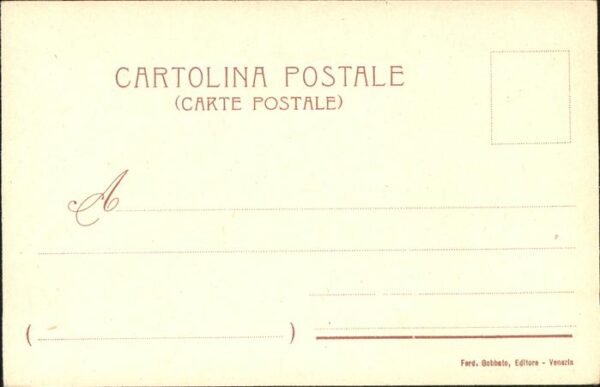 CARTOLINA POSTALE
(CARTE POSTALE)
A
( )
Ferd. Gobbato, Editore - Venezia